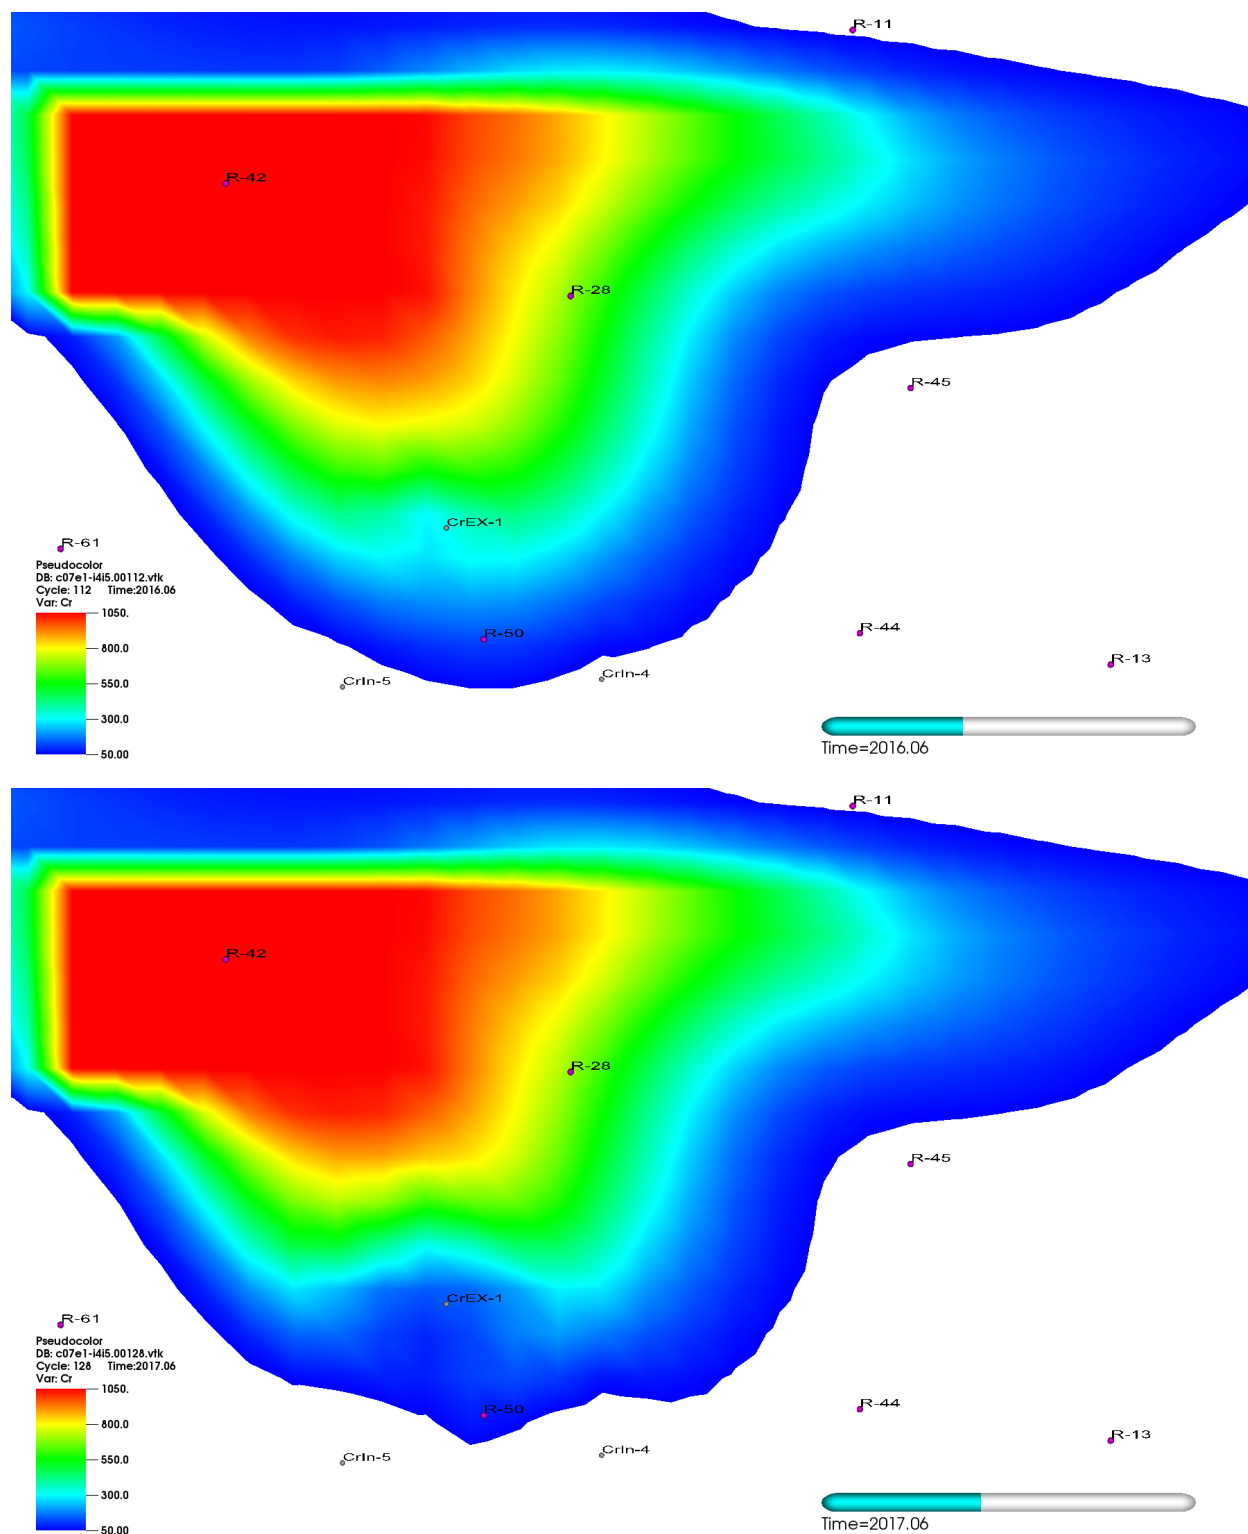 R-11
R-42
R-28
R-45
CrEX-1
R-61
Pseudocolor
DB: c07e1-i4i5.00112.vtk
Cycle: 112 Time:2016.06
Var: Cr
1050.
800.0
550.0
300.0
50.00
R-50
R-44
R-13
CrIn-5
CrIn-4
Time=2016.06
R-11
R-42
R-28
R-45
CrEX-1
R-61
Pseudocolor
DB: c07e1-i4i5.00128.vtk
Cycle: 128 Time:2017.06
Var: Cr
1050.
800.0
550.0
300.0
50.00
R-50
R-44
R-13
CrIn-5
CrIn-4
Time=2017.06